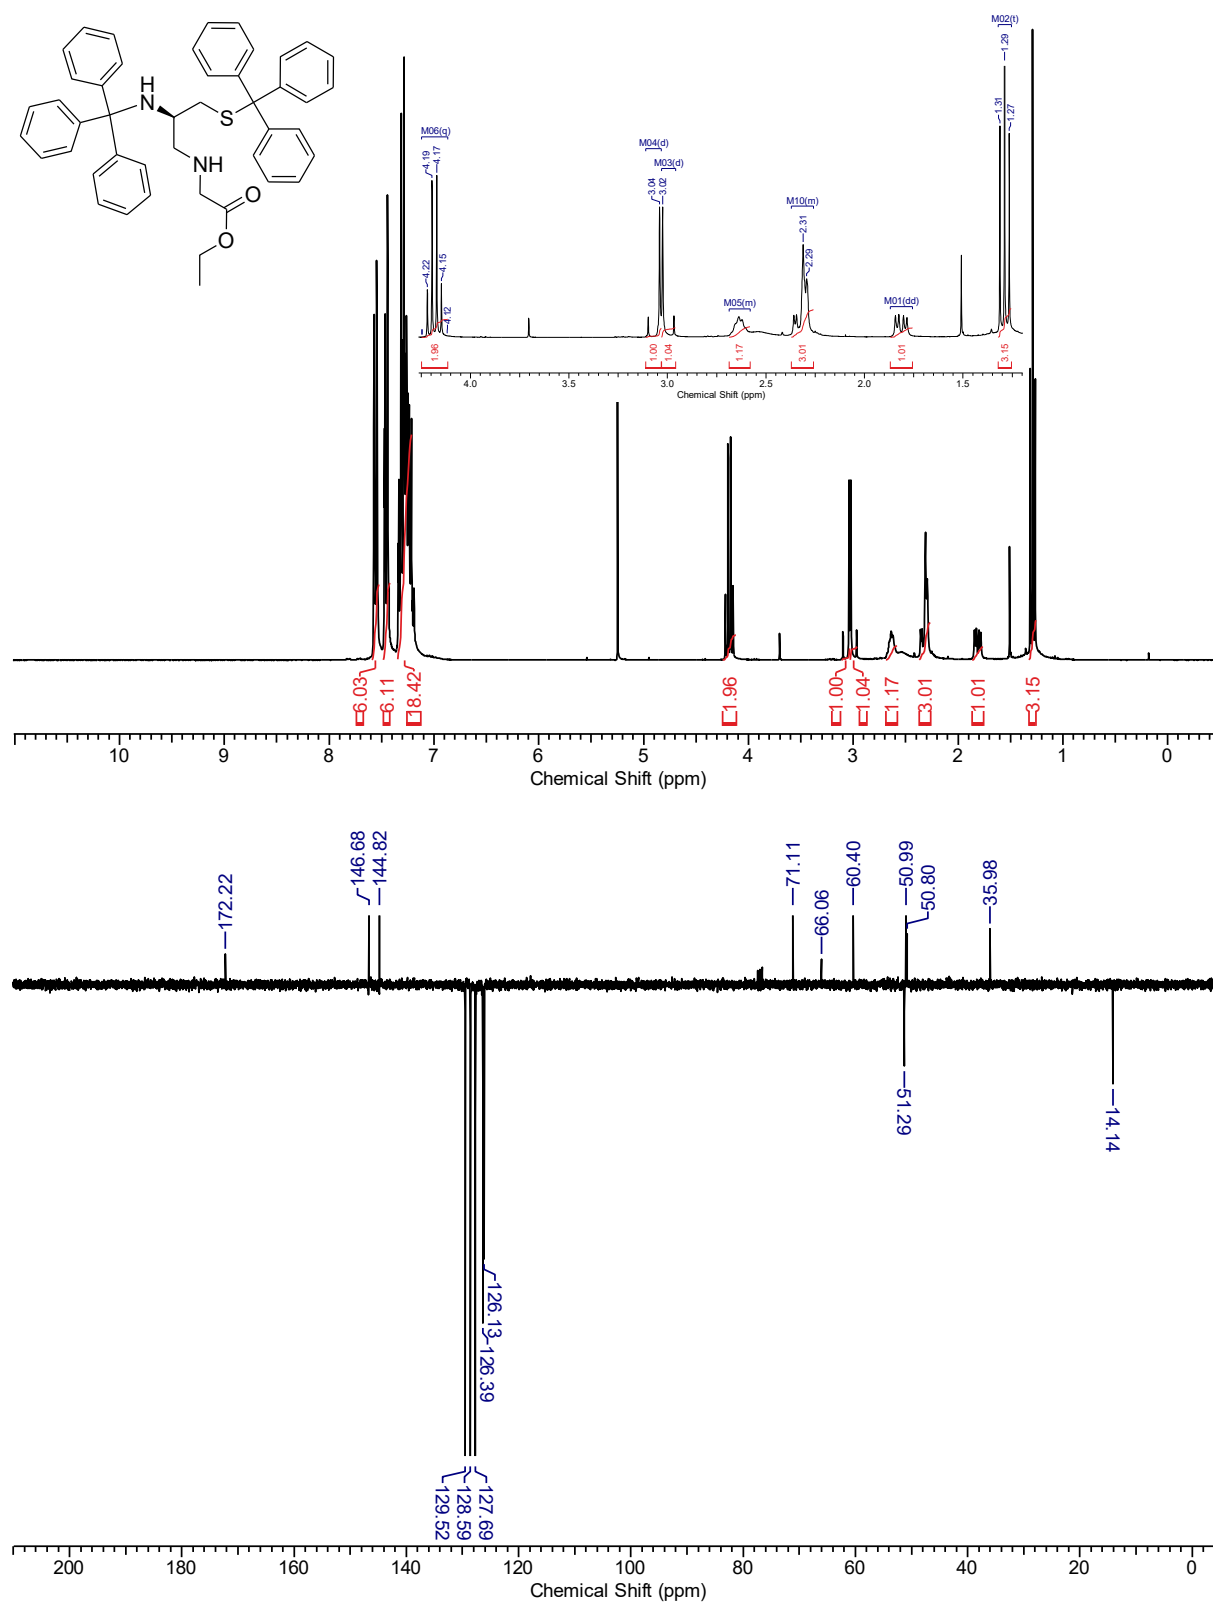 H
N
S
NH
O
O
M06(q)
4.22
4.19
4.17
4.15
4.12
M04(d)
M03(d)
3.04
3.02
M05(m)
M10(m)
2.31
2.29
M01(dd)
M02(t)
1.31
1.29
1.27
1.96
1.00
1.04
1.17
3.01
1.01
3.15
4.0 3.5 3.0 2.5 2.0 1.5
Chemical Shift (ppm)
6.03
6.11
18.42
1.96
1.00
1.04
1.17
3.01
1.01
3.15
10 9 8 7 6 5 4 3 2 1 0
Chemical Shift (ppm)
172.22
146.68
144.82
71.11
66.06
60.40
50.99
50.80
35.98
51.29
14.14
126.13
126.39
129.52
128.59
127.69
200 180 160 140 120 100 80 60 40 20 0
Chemical Shift (ppm)